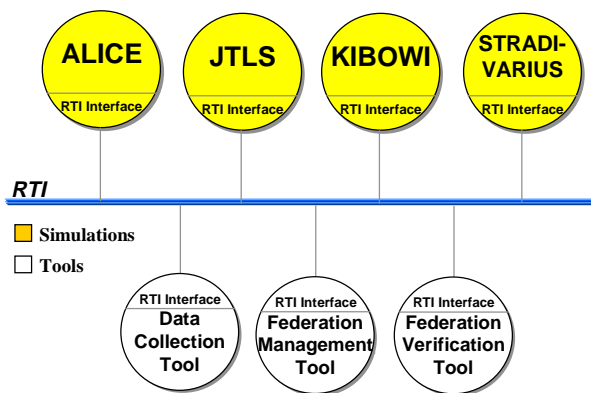 ALICE
RTI Interface
JTLS
RTI Interface
KIBOWI
RTI Interface
STRADI-
VARIUS
RTI Interface
RTI
Simulations
Tools
RTI Interface
Data
Collection
Tool
RTI Interface
Federation
Management
Tool
RTI Interface
Federation
Verification
Tool